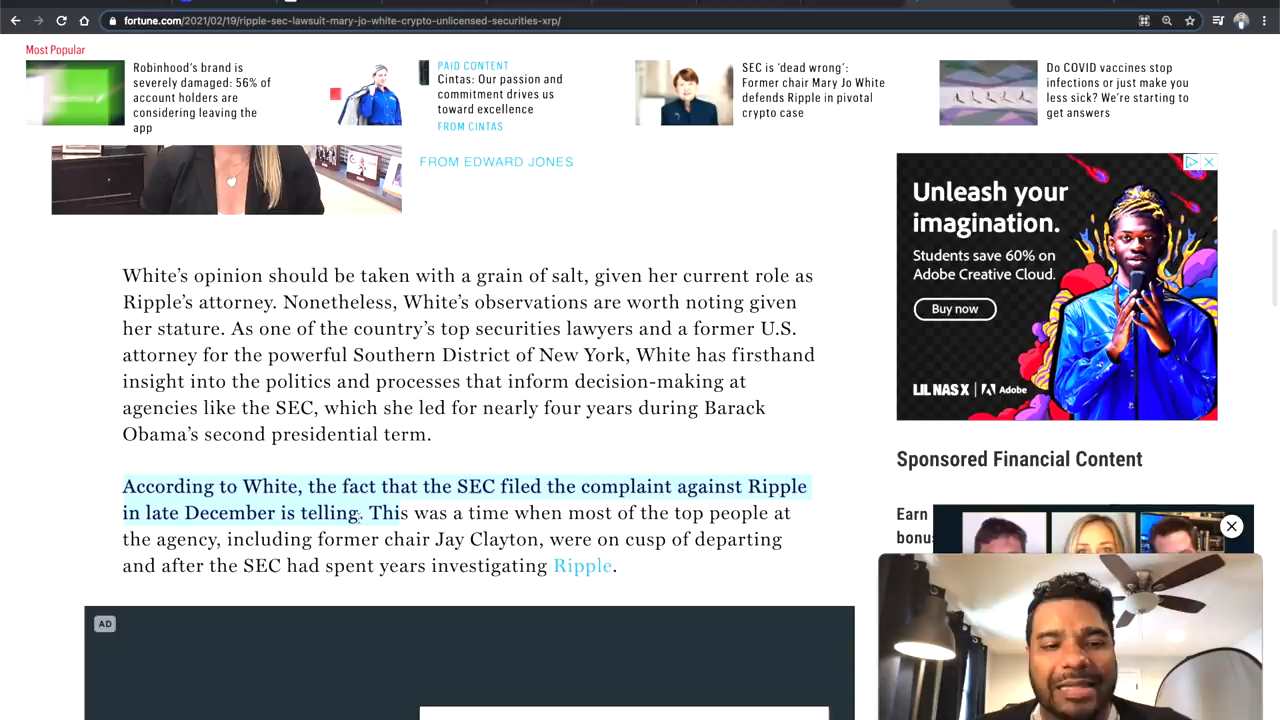 fortune.com/2021/02/19/ripple-sec-lawsuit-mary-jo-white-crypto-unlicensed-securities-xrp/
Most Popular
Robinhood's brand is
severely damaged: 56% of
account holders are
considering leaving the
app
PAID CONTENT
Cintas: Our passion and
commitment drives us
toward excellence
FROM CINTAS
SEC is 'dead wrong':
Former chair Mary Jo White
defends Ripple in pivotal
crypto case
Do COVID vaccines stop
infections or just make you
less sick? We're starting to
get answers
FROM EDWARD JONES
White's opinion should be taken with a grain of salt, given her current role as
Ripple's attorney. Nonetheless, White's observations are worth noting given
her stature. As one of the country's top securities lawyers and a former U.S.
attorney for the powerful Southern District of New York, White has firsthand
insight into the politics and processes that inform decision-making at
agencies like the SEC, which she led for nearly four years during Barack
Obama's second presidential term.
According to White, the fact that the SEC filed the complaint against Ripple
in late December is telling. This was a time when most of the top people at
the agency, including former chair Jay Clayton, were on cusp of departing
and after the SEC had spent years investigating Ripple.
AD
Unleash your
imagination.
Students save 60% on
Adobe Creative Cloud.
Buy now
LIL NAS X | Adobe
Sponsored Financial Content
Earn
bonu